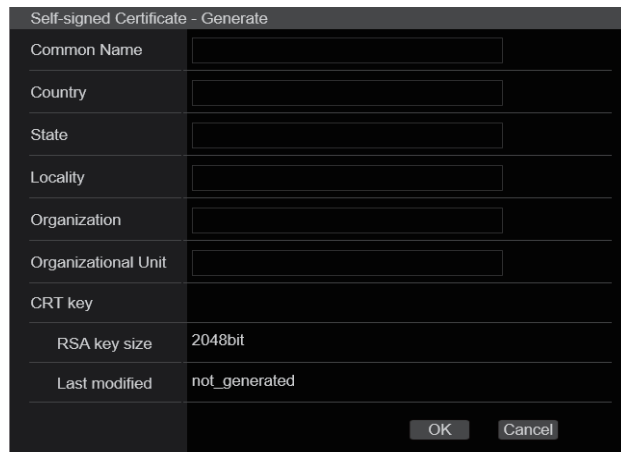 Self-signed Certificate - Generate
Common Name
Country
State
Locality
Organization
Organizational Unit
CRT key
RSA key size 2048bit
Last modified not_generated
OK Cancel